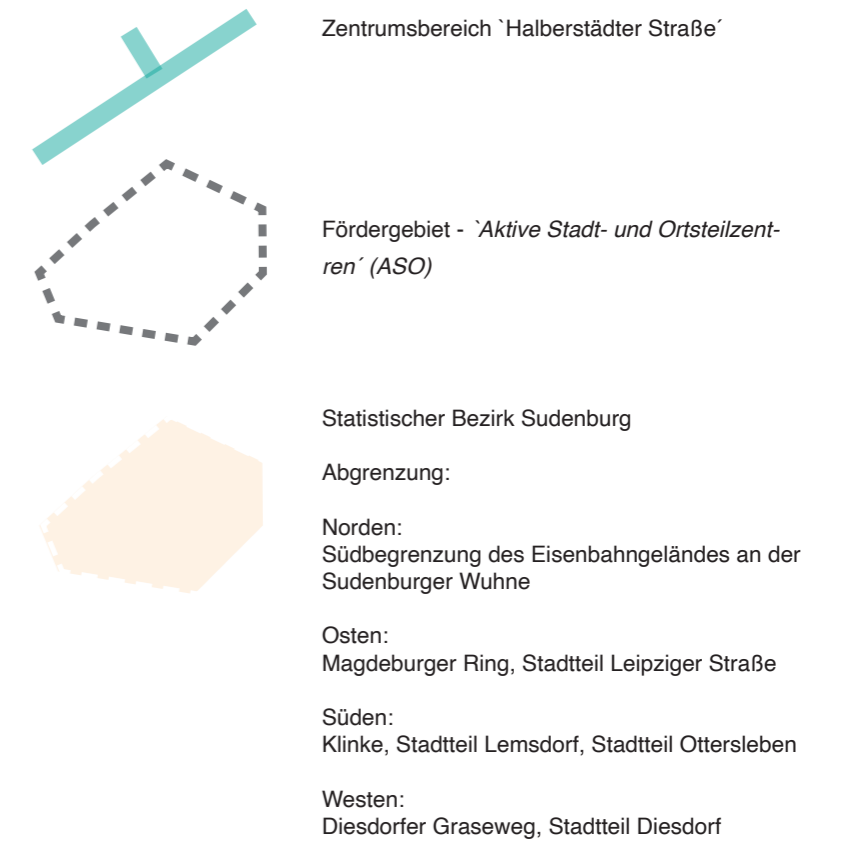 Zentrumsbereich `Halberstädter Straße´
Fördergebiet - `Aktive Stadt- und Ortsteilzent-
ren´ (ASO)
Statistischer Bezirk Sudenburg
Abgrenzung:
Norden:
Südbegrenzung des Eisenbahngeländes an der
Sudenburger Wuhne
Osten:
Magdeburger Ring, Stadtteil Leipziger Straße
Süden:
Klinke, Stadtteil Lemsdorf, Stadtteil Ottersleben
Westen:
Diesdorfer Graseweg, Stadtteil Diesdorf